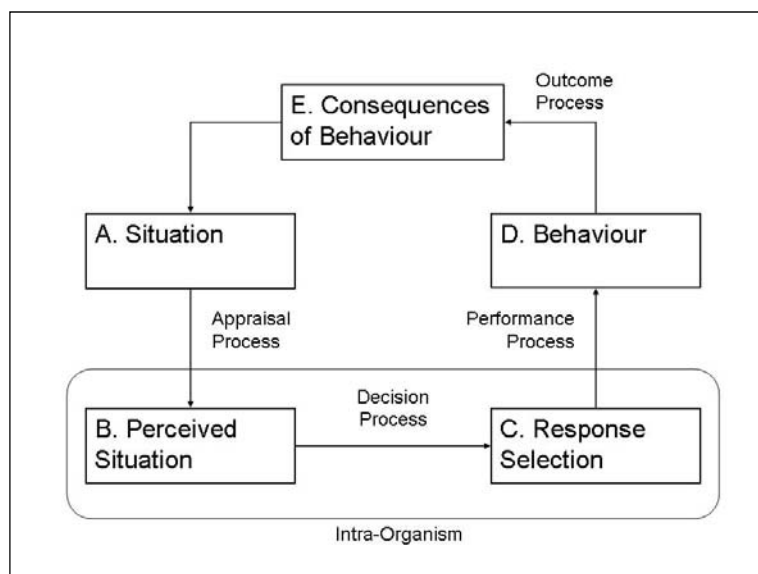 Outcome
Process
E. Consequences
of Behaviour
A. Situation
D. Behaviour
Appraisal
Process
Performance
Process
Decision
Process
B. Perceived
Situation
C. Response
Selection
Intra-Organism